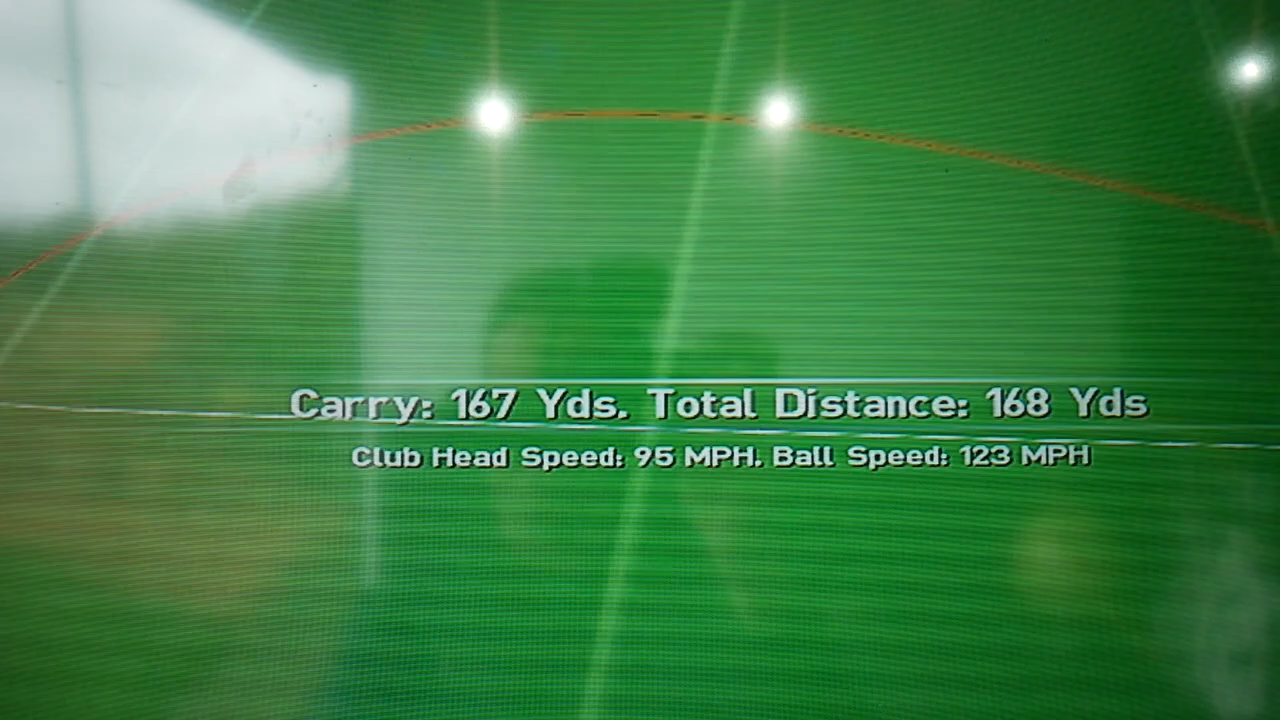 Carry: 167 Yds. Total Distance: 168 Yds
Club Head Speed: 95 MPH. Ball Speed: 123 MPH